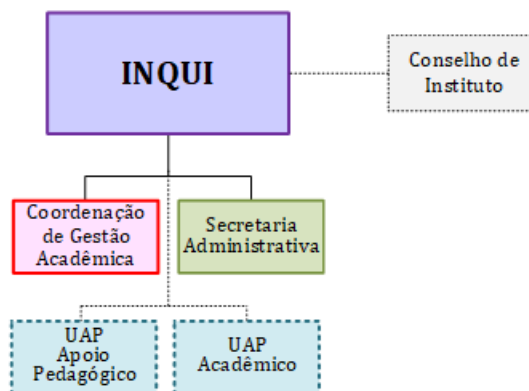 INQUI
Conselho de
Instituto
Coordenação
de Gestão
Acadêmica
Secretaria
Administrativa
UAP
Apoio
Pedagógico
UAP
Acadêmico